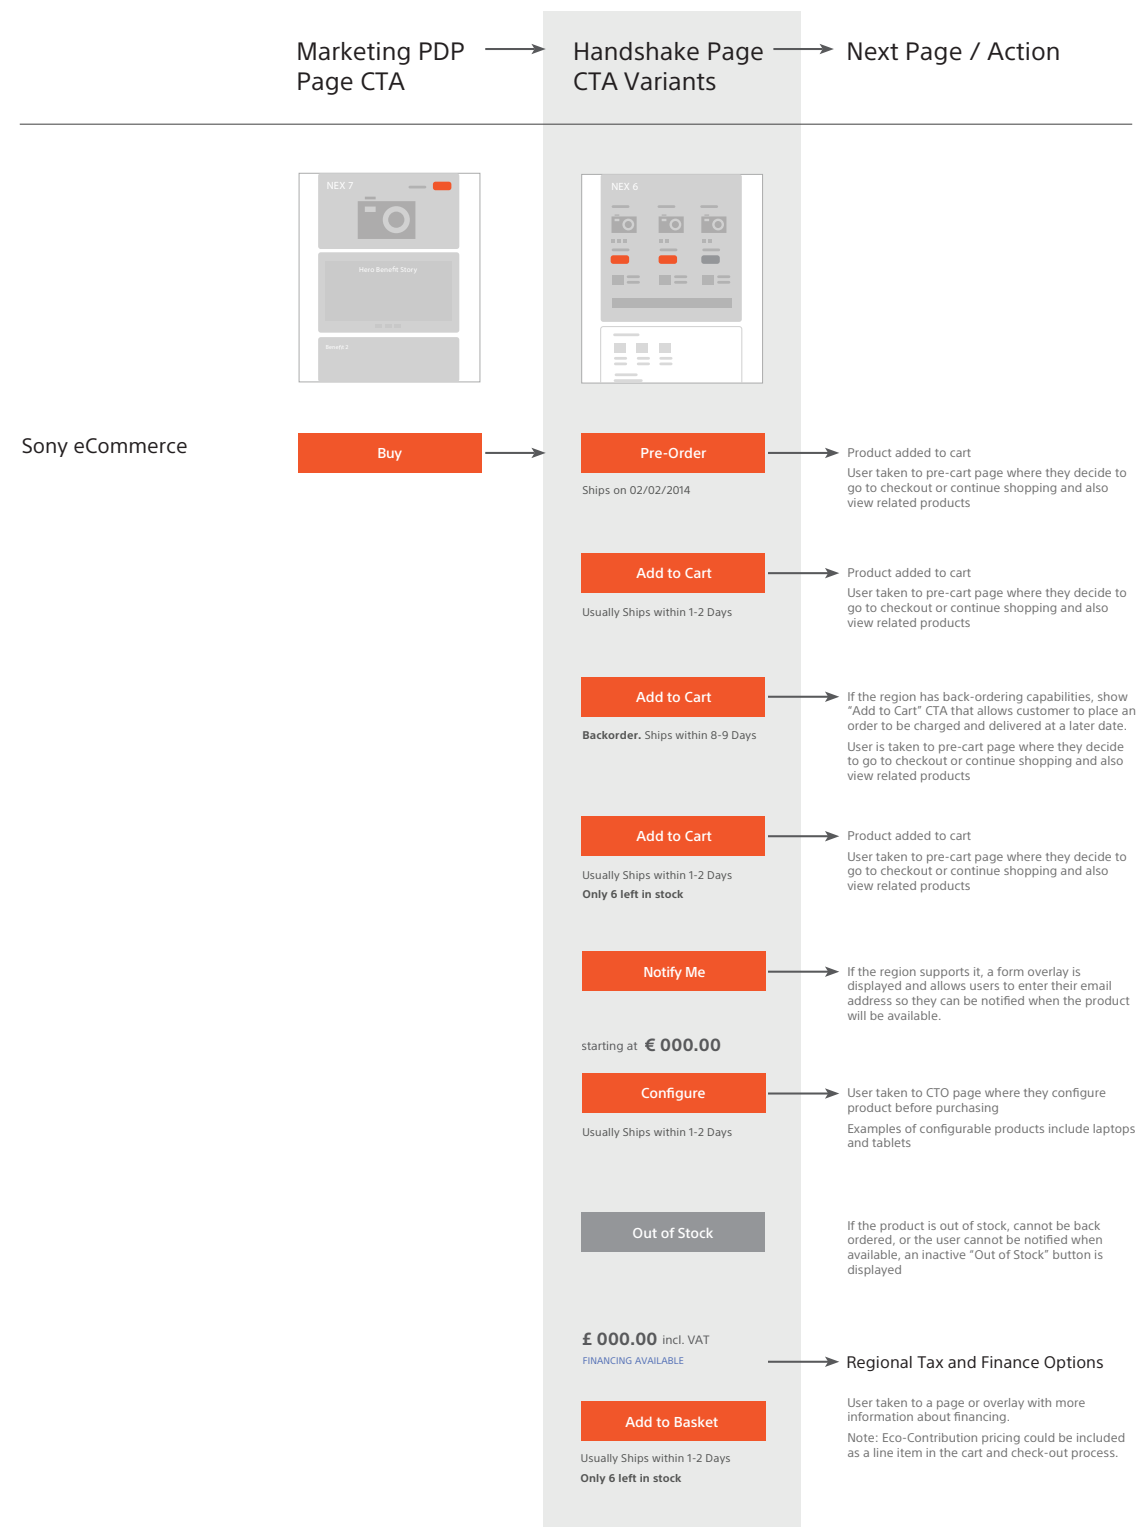 Marketing PDP
Page CTA
Handshake Page
CTA Variants
Next Page / Action
NEX 7
Hero Benefit Story
Benefit 2
NEX 6
Sony eCommerce
Buy
Pre-Order
Ships on 02/02/2014
Product added to cart
User taken to pre-cart page where they decide to
go to checkout or continue shopping and also
view related products
Add to Cart
Usually Ships within 1-2 Days
Product added to cart
User taken to pre-cart page where they decide to
go to checkout or continue shopping and also
view related products
Add to Cart
Backorder. Ships within 8-9 Days
If the region has back-ordering capabilities, show
“Add to Cart” CTA that allows customer to place an
order to be charged and delivered at a later date.
User is taken to pre-cart page where they decide
to go to checkout or continue shopping and also
view related products
Add to Cart
Usually Ships within 1-2 Days
Only 6 left in stock
Product added to cart
User taken to pre-cart page where they decide to
go to checkout or continue shopping and also
view related products
Notify Me
If the region supports it, a form overlay is
displayed and allows users to enter their email
address so they can be notified when the product
will be available.
starting at € 000.00
Configure
Usually Ships within 1-2 Days
User taken to CTO page where they configure
product before purchasing
Examples of configurable products include laptops
and tablets
Out of Stock
If the product is out of stock, cannot be back
ordered, or the user cannot be notified when
available, an inactive “Out of Stock” button is
displayed
£ 000.00 incl. VAT
FINANCING AVAILABLE
Regional Tax and Finance Options
Add to Basket
Usually Ships within 1-2 Days
Only 6 left in stock
User taken to a page or overlay with more
information about financing.
Note: Eco-Contribution pricing could be included
as a line item in the cart and check-out process.